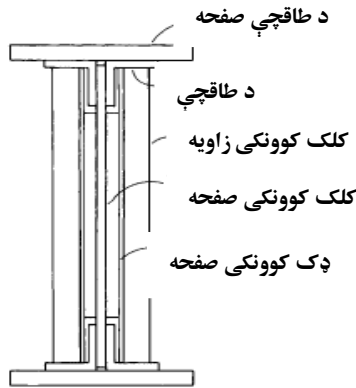 د طاقچې صفحه
د طاقچې
کلک کوونکی زاویه
کلک کوونکی صفحه
ډک کوونکی صفحه